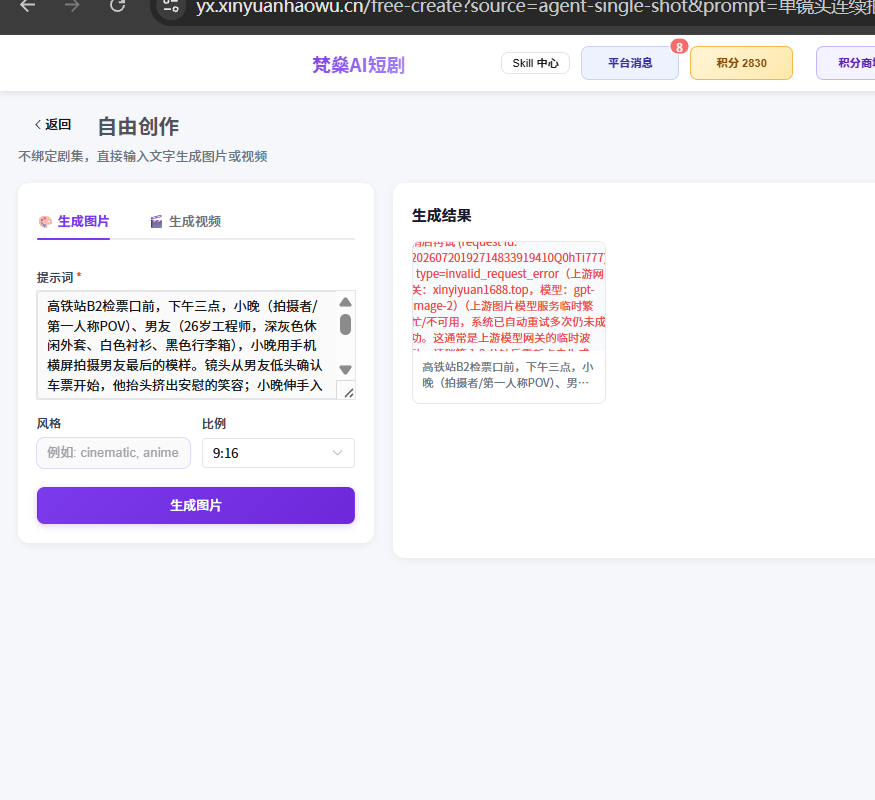 yx.xinyuanhaowu.cn/free-create?source=agent-single-shot&prompt=单镜头连续拍
梵燊AI短剧
Skill 中心
平台消息
8
积分 2830
积分商
返回
自由创作
不绑定剧集，直接输入文字生成图片或视频
生成图片
生成视频
提示词 *
高铁站B2检票口前，下午三点，小晚（拍摄者/
第一人称POV）、男友（26岁工程师，深灰色休
闲外套、白色衬衫、黑色行李箱），小晚用手机
横屏拍摄男友最后的模样。镜头从男友低头确认
车票开始，他抬头挤出安慰的笑容；小晚伸手入
风格
比例
例如: cinematic, anime
9:16
生成图片
生成结果
稍后再试 (request id:
20260720192714833919410Q0hTi777)
type=invalid_request_error（上游网
关：xinyiyuan1688.top，模型：gpt-
image-2）（上游图片模型服务临时繁
忙/不可用，系统已自动重试多次仍未成
功。这通常是上游模型网关的临时波
高铁站B2检票口前，下午三点，小
晚（拍摄者/第一人称POV）、男…